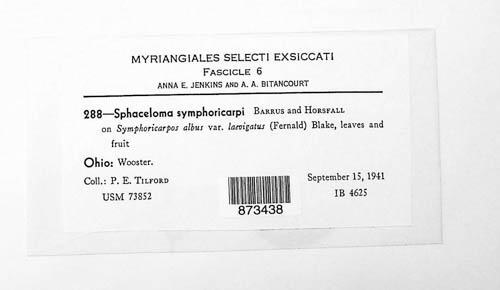 MYRIANGIALES SELECTI EXSICCATI
FASCICLE 6
ANNA E. JENKINS AND A. A. BITANCOURT
288—Sphaceloma symphoricarpi BARRUS and HORSFALL
on Symphoricarpos albus var. laevigatus (Fernald) Blake, leaves and
fruit
Ohio: Wooster.
Coll.: P. E. TILFORD September 15, 1941
USM 73852 IB 4625
873438